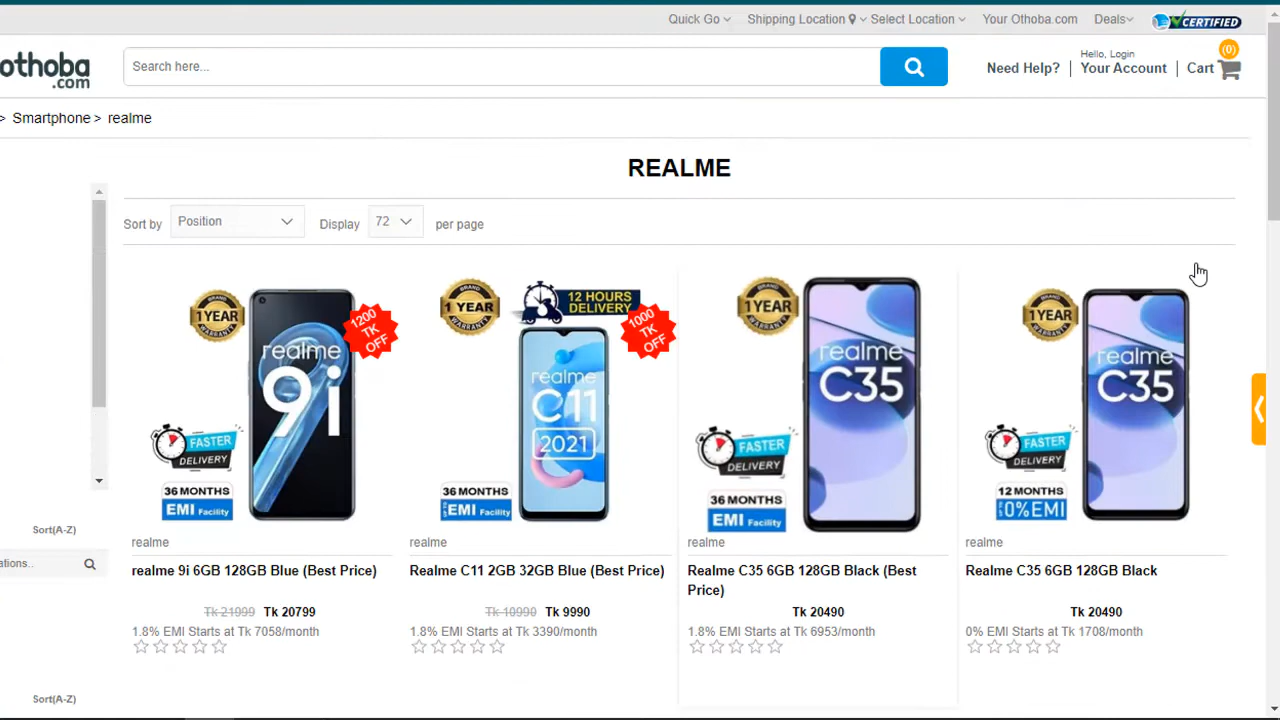 Quick Go Shipping Location Select Location Your Othoba.com Deals CERTIFIED
othoba
.com
Search here...
Need Help? Hello, Login
Your Account Cart (0)
> Smartphone > realme
REALME
Sort by Position Display 72 per page
BRAND
1 YEAR
WARRANTY
realme
9i
1200
TK
OFF
FASTER
DELIVERY
36 MONTHS
EMI Facility
realme
realme 9i 6GB 128GB Blue (Best Price)
Tk 21999 Tk 20799
1.8% EMI Starts at Tk 7058/month
BRAND
1 YEAR
WARRANTY
12 HOURS
DELIVERY
1000
TK
OFF
realme
C11
2021
36 MONTHS
EMI Facility
realme
Realme C11 2GB 32GB Blue (Best Price)
Tk 10990 Tk 9990
1.8% EMI Starts at Tk 3390/month
BRAND
1 YEAR
WARRANTY
realme
C35
FASTER
DELIVERY
36 MONTHS
EMI Facility
realme
Realme C35 6GB 128GB Black (Best
Price)
Tk 20490
1.8% EMI Starts at Tk 6953/month
BRAND
1 YEAR
WARRANTY
realme
C35
FASTER
DELIVERY
12 MONTHS
0% EMI
realme
Realme C35 6GB 128GB Black
Tk 20490
0% EMI Starts at Tk 1708/month
Sort(A-Z)
ations..
Sort(A-Z)